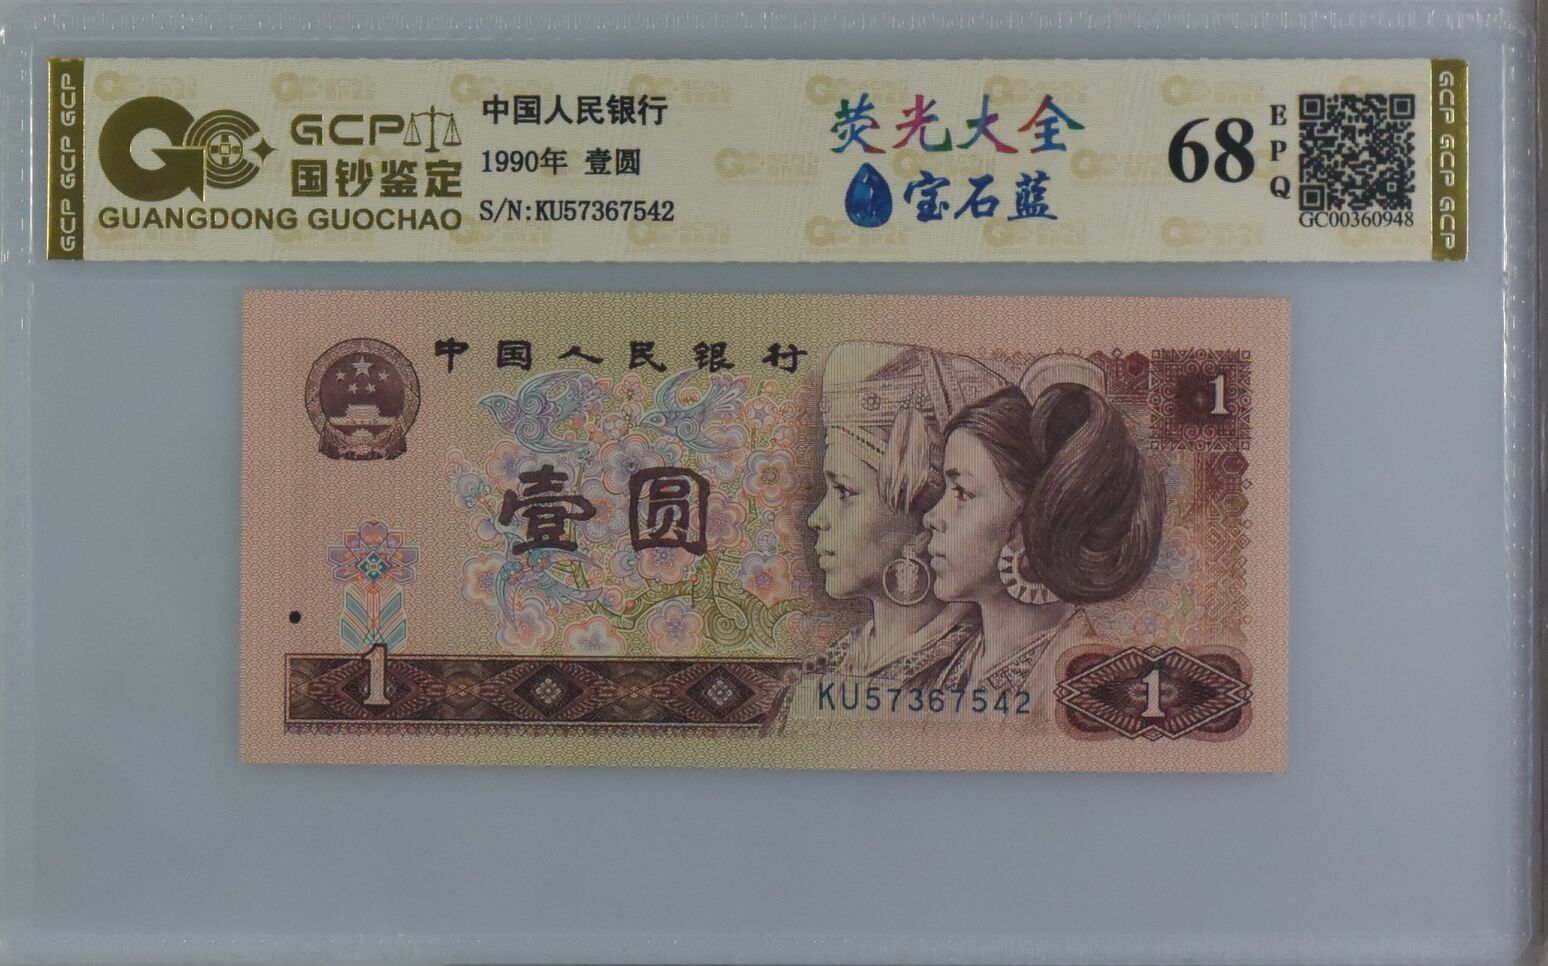 GCP
国钞鉴定
GUANGDONG GUOCHAO
中国人民银行
1990年 壹圆
S/N:KU57367542
荧光大全
宝石蓝
68
EPQ
GC00360948
GCP GCP GCP
GCP GCP GCP
中国人民银行
1
壹圆
1
KU57367542
1